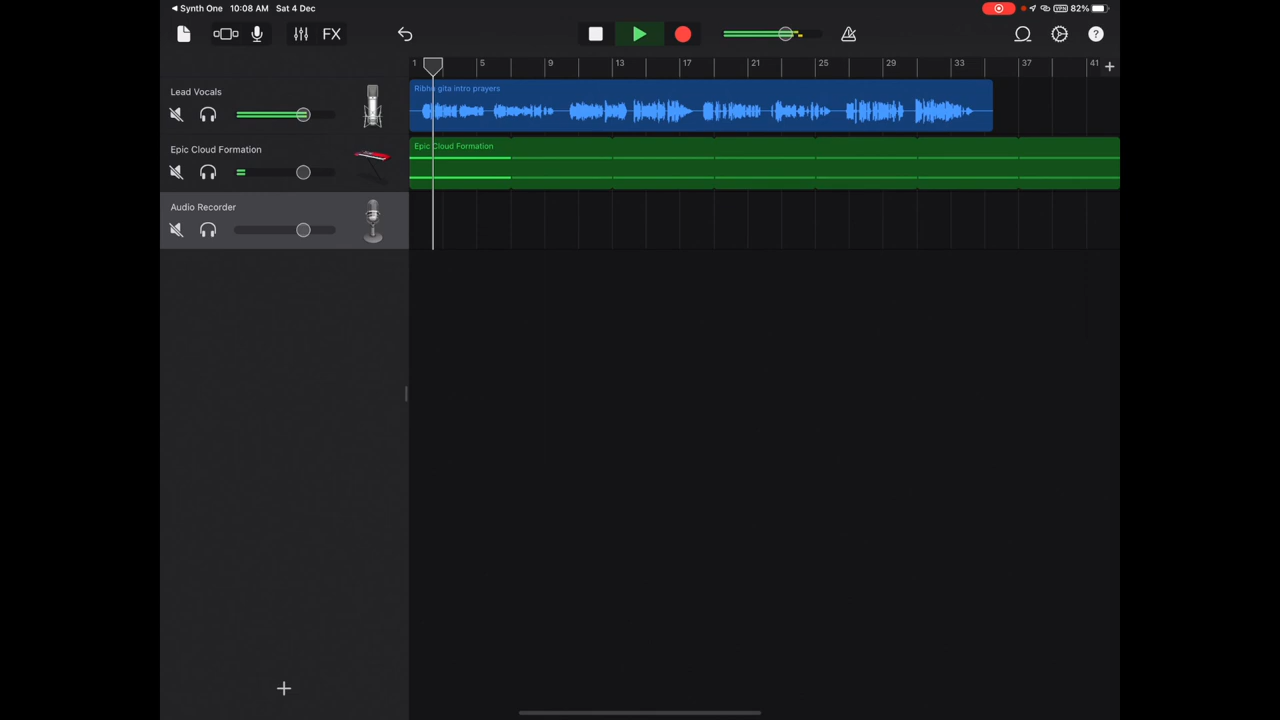 ◀ Synth One 10:08 AM Sat 4 Dec VPN 82%
FX ?
1 5 9 13 17 21 25 29 33 37 41 +
Lead Vocals
Ribhu gita intro prayers
Epic Cloud Formation
Epic Cloud Formation
Audio Recorder
+